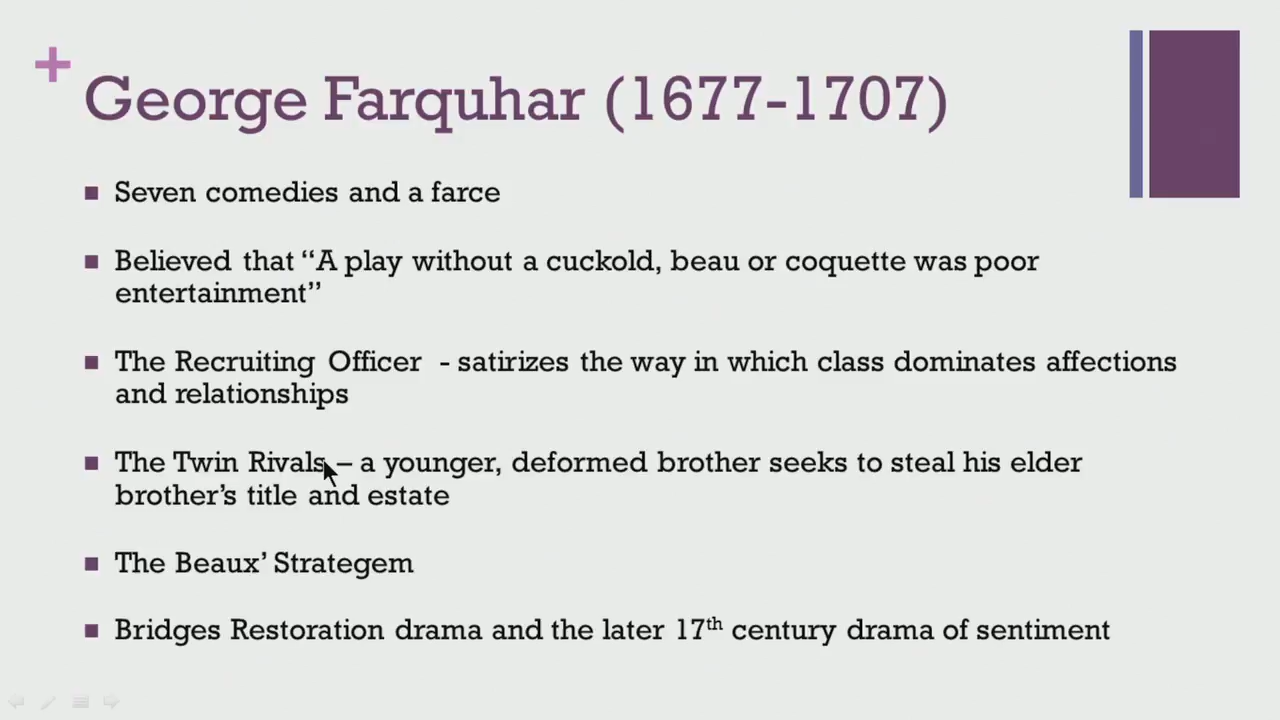 George Farquhar (1677-1707)
Seven comedies and a farce
Believed that “A play without a cuckold, beau or coquette was poor
entertainment”
The Recruiting Officer - satirizes the way in which class dominates affections
and relationships
The Twin Rivals – a younger, deformed brother seeks to steal his elder
brother’s title and estate
The Beaux’ Strategem
Bridges Restoration drama and the later 17th century drama of sentiment